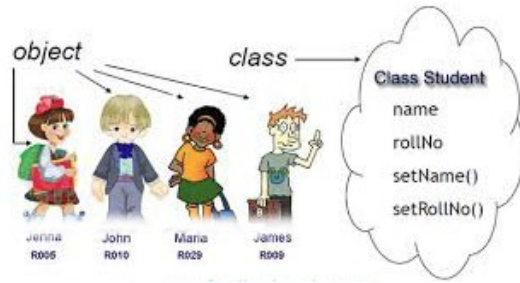 object
class
Class Student
name
rollNo
setName()
setRollNo()
Jenna John Maria James
R005 R010 R029 R009